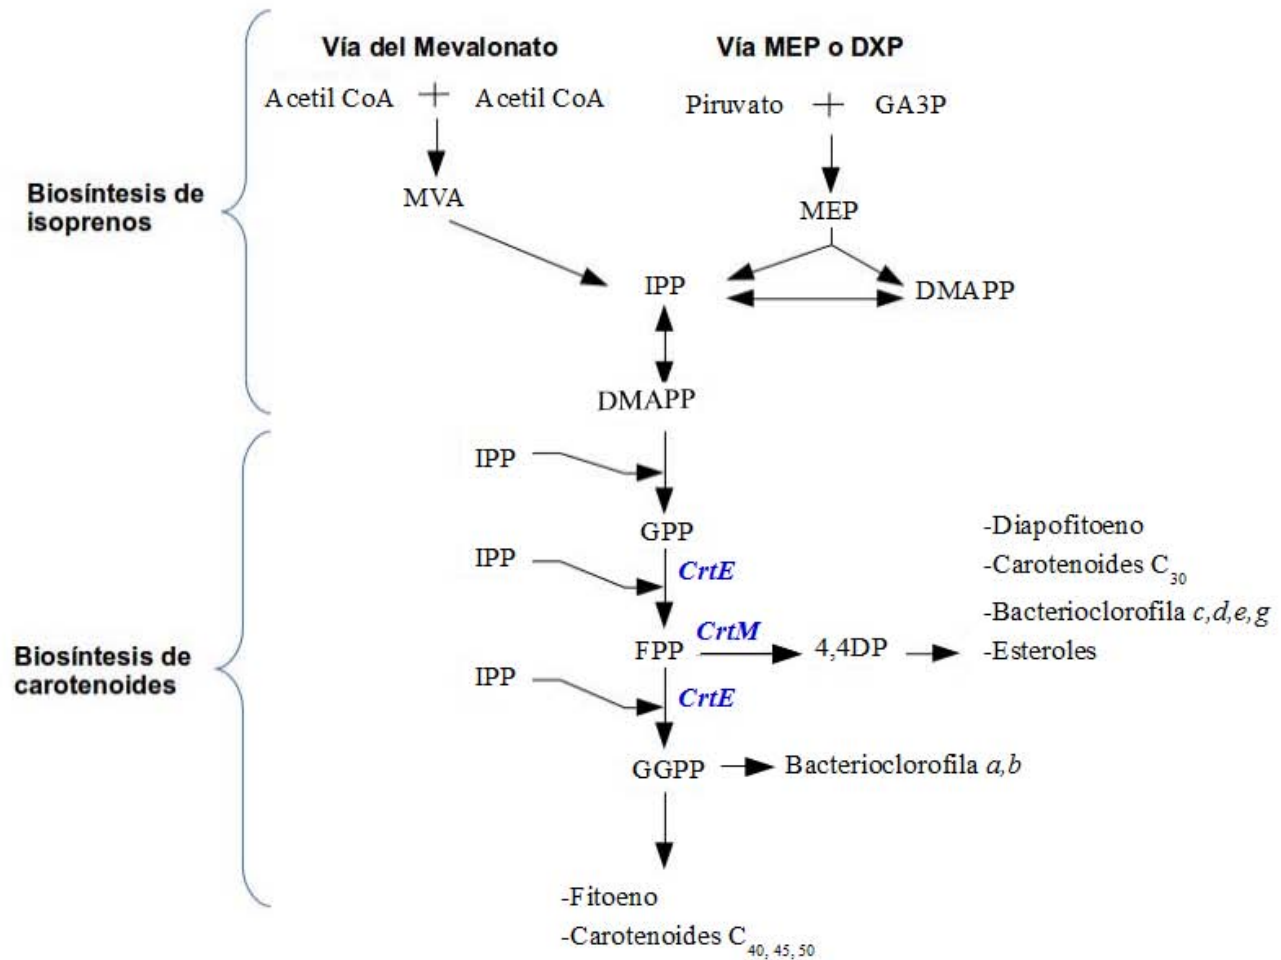 Vía del Mevalonato
Vía MEP o DXP
Acetil CoA + Acetil CoA
Piruvato + GA3P
Biosíntesis de
isoprenos
MVA
MEP
IPP
DMAPP
DMAPP
IPP
GPP
IPP
CrtE
-Diapofitoeno
-Carotenoides C30
-Bacterioclorofila c,d,e,g
-Esteroles
Biosíntesis de
carotenoides
FPP
CrtM
4,4DP
IPP
CrtE
GGPP
Bacterioclorofila a,b
-Fitoeno
-Carotenoides C40, 45, 50